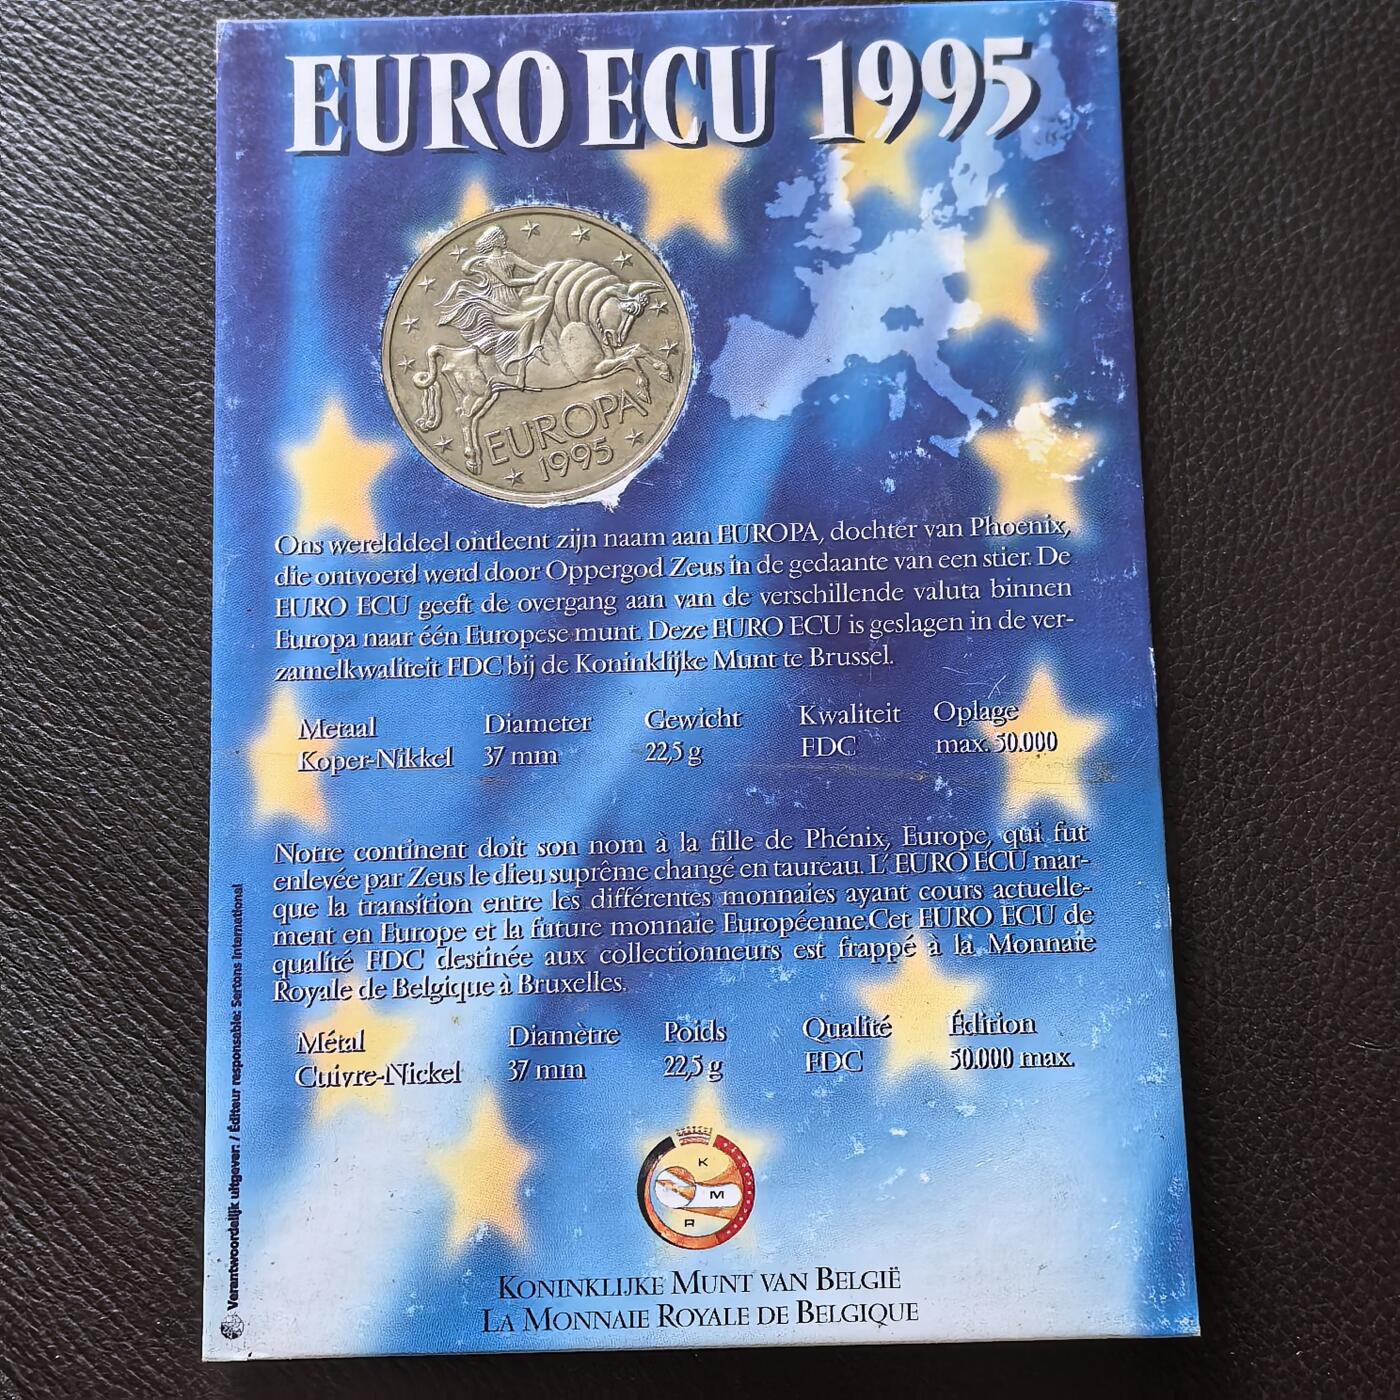 EURO ECU 1995
EUROPA
1995
Ons werelddeel ontleent zijn naam aan EUROPA, dochter van Phoenix,
die ontvoerd werd door Oppergod Zeus in de gedaante van een stier. De
EURO ECU geeft de overgang aan van de verschillende valuta binnen
Europa naar één Europese munt. Deze EURO ECU is geslagen in de ver-
zamelkwaliteit FDC bij de Koninklijke Munt te Brussel.
Metaal Diameter Gewicht Kwaliteit Oplage
Koper-Nikkel 37 mm 22,5 g FDC max. 50.000
Notre continent doit son nom à la fille de Phénix, Europe, qui fut
enlevée par Zeus le dieu suprême changé en taureau. L' EURO ECU mar-
que la transition entre les différentes monnaies ayant cours actuelle-
ment en Europe et la future monnaie Européenne.Cet EURO ECU de
qualité FDC destinée aux collectionneurs est frappé à la Monnaie
Royale de Belgique à Bruxelles.
Métal Diamètre Poids Qualité Édition
Cuivre-Nickel 37 mm 22,5 g FDC 50.000 max.
Verantwoordelijk uitgever: / Éditeur responsable: Sertons International
K
M
R
KONINKLIJKE MUNT VAN BELGIË
LA MONNAIE ROYALE DE BELGIQUE